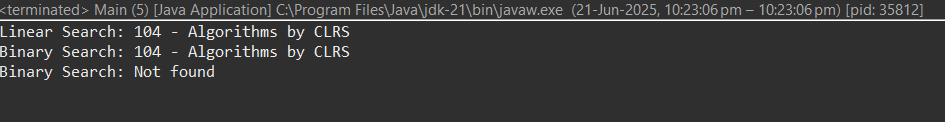 <terminated> Main (5) [Java Application] C:\Program Files\Java\jdk-21\bin\javaw.exe (21-Jun-2025, 10:23:06 pm – 10:23:06 pm) [pid: 35812]
Linear Search: 104 - Algorithms by CLRS
Binary Search: 104 - Algorithms by CLRS
Binary Search: Not found